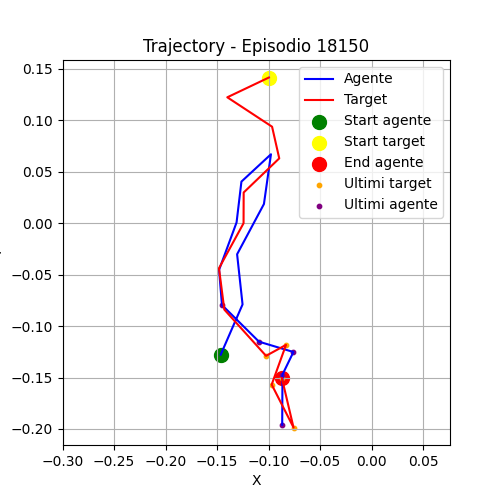 Trajectory - Episodio 18150
Agente
Target
Start agente
Start target
End agente
Ultimi target
Ultimi agente
0.15
0.10
0.05
0.00
−0.05
−0.10
−0.15
−0.20
−0.30 −0.25 −0.20 −0.15 −0.10 −0.05 0.00 0.05
X